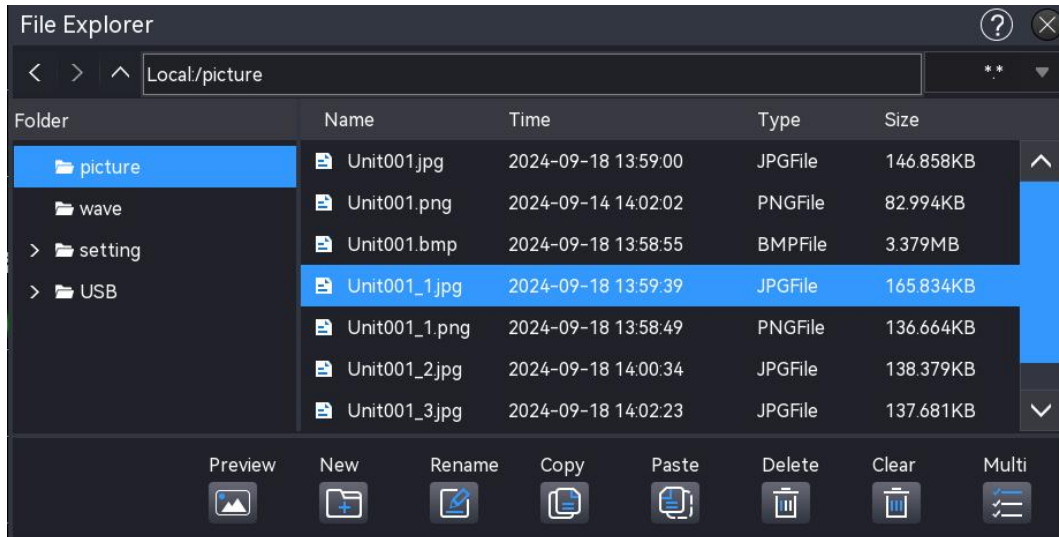 File Explorer
Local:/picture *.*
Folder Name Time Type Size
picture Unit001.jpg 2024-09-18 13:59:00 JPGFile 146.858KB
wave Unit001.png 2024-09-14 14:02:02 PNGFile 82.994KB
setting Unit001.bmp 2024-09-18 13:58:55 BMPFile 3.379MB
USB Unit001_1.jpg 2024-09-18 13:59:39 JPGFile 165.834KB
Unit001_1.png 2024-09-18 13:58:49 PNGFile 136.664KB
Unit001_2.jpg 2024-09-18 14:00:34 JPGFile 138.379KB
Unit001_3.jpg 2024-09-18 14:02:23 JPGFile 137.681KB
Preview New Rename Copy Paste Delete Clear Multi